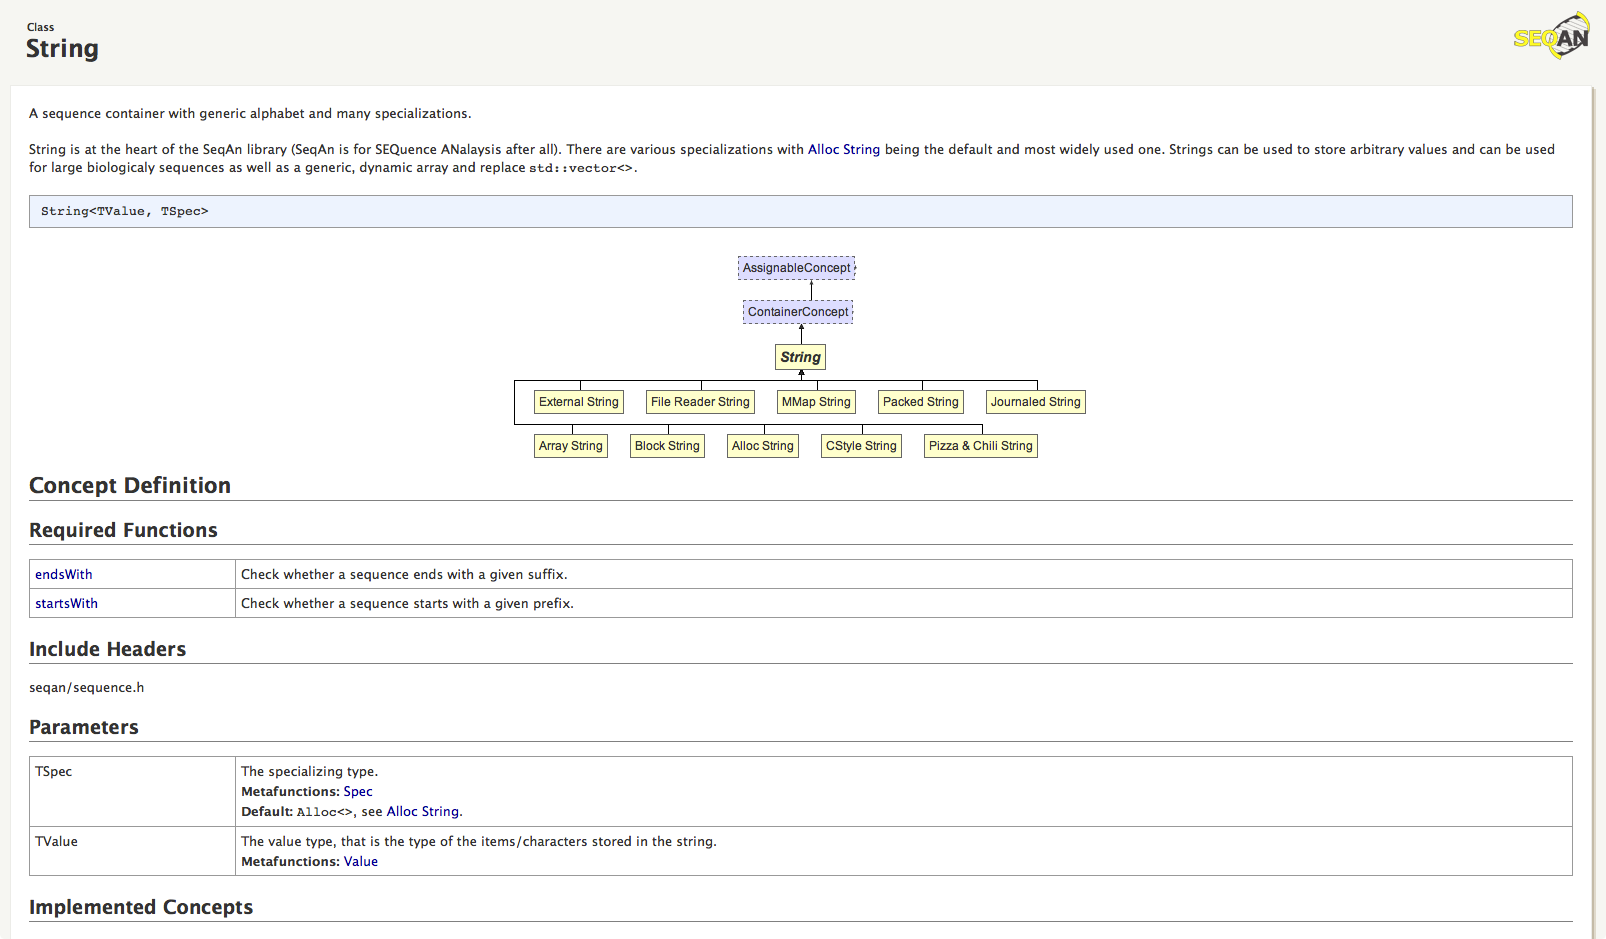 Class
String
SEQAN
A sequence container with generic alphabet and many specializations.
String is at the heart of the SeqAn library (SeqAn is for SEQuence ANalaysis after all). There are various specializations with Alloc String being the default and most widely used one. Strings can be used to store arbitrary values and can be used
for large biologicaly sequences as well as a generic, dynamic array and replace std::vector<>.
String<TValue, TSpec>
AssignableConcept
ContainerConcept
String
External String File Reader String MMap String Packed String Journaled String
Array String Block String Alloc String CStyle String Pizza & Chili String
Concept Definition
Required Functions
endsWith Check whether a sequence ends with a given suffix.
startsWith Check whether a sequence starts with a given prefix.
Include Headers
seqan/sequence.h
Parameters
TSpec The specializing type.
Metafunctions: Spec
Default: Alloc<>, see Alloc String.
TValue The value type, that is the type of the items/characters stored in the string.
Metafunctions: Value
Implemented Concepts